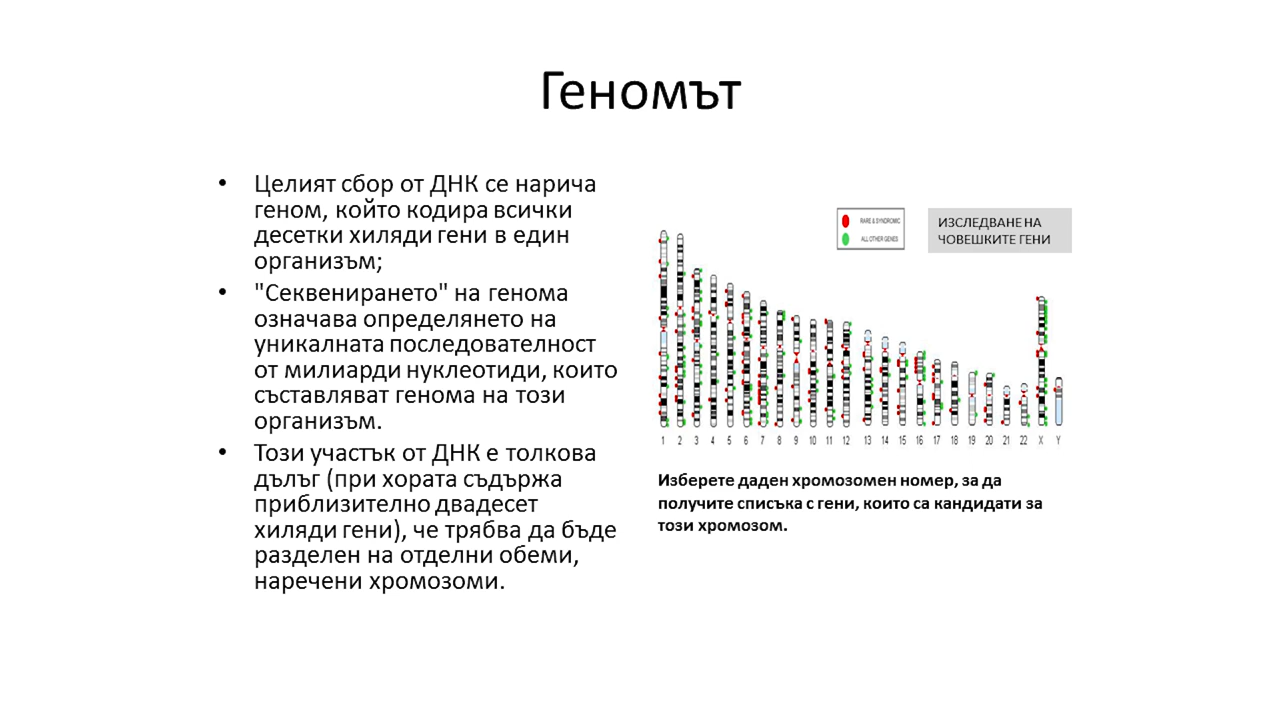 Геномът
• Целият сбор от ДНК се нарича
геном, който кодира всички
десетки хиляди гени в един
организъм;
• "Секвенирането" на генома
означава определянето на
уникалната последователност
от милиарди нуклеотиди, които
съставляват генома на този
организъм.
• Този участък от ДНК е толкова
дълъг (при хората съдържа
приблизително двадесет
хиляди гени), че трябва да бъде
разделен на отделни обеми,
наречени хромозоми.
RARE & SYNDROMIC
ALL OTHER GENES
ИЗСЛЕДВАНЕ НА
ЧОВЕШКИТЕ ГЕНИ
1 2 3 4 5 6 7 8 9 10 11 12 13 14 15 16 17 18 19 20 21 22 X Y
Изберете даден хромозомен номер, за да
получите списъка с гени, които са кандидати за
този хромозом.